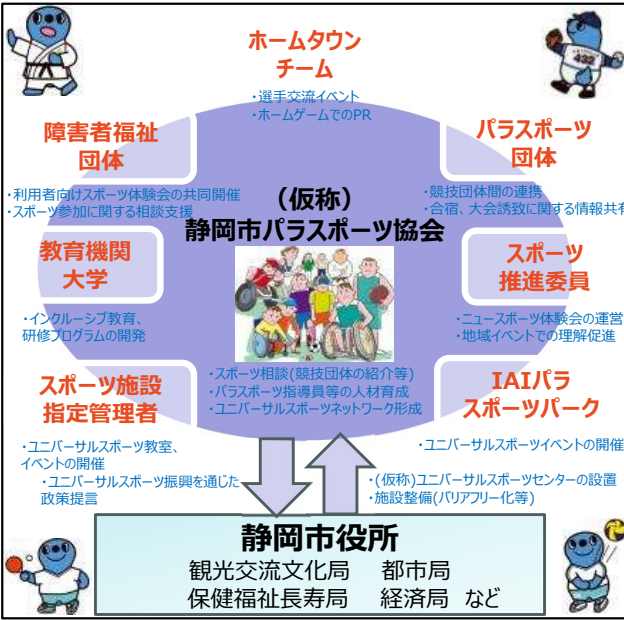 ホームタウン
チーム
・選手交流イベント
・ホームゲームでのPR
障害者福祉
団体
・利用者向けスポーツ体験会の共同開催
・スポーツ参加に関する相談支援
パラスポーツ
団体
・競技団体間の連携
・合宿、大会誘致に関する情報共有
（仮称）
静岡市パラスポーツ協会
教育機関
大学
・インクルーシブ教育、
研修プログラムの開発
スポーツ
推進委員
・ニュースポーツ体験会の運営
・地域イベントでの理解促進
・スポーツ相談(競技団体の紹介等)
・パラスポーツ指導員等の人材育成
・ユニバーサルスポーツネットワーク形成
スポーツ施設
指定管理者
・ユニバーサルスポーツ教室、
イベントの開催
IAIパラ
スポーツパーク
・ユニバーサルスポーツイベントの開催
・ユニバーサルスポーツ振興を通じた
政策提言
・(仮称)ユニバーサルスポーツセンターの設置
・施設整備(バリアフリー化等)
静岡市役所
観光交流文化局　都市局
保健福祉長寿局　経済局　など
432